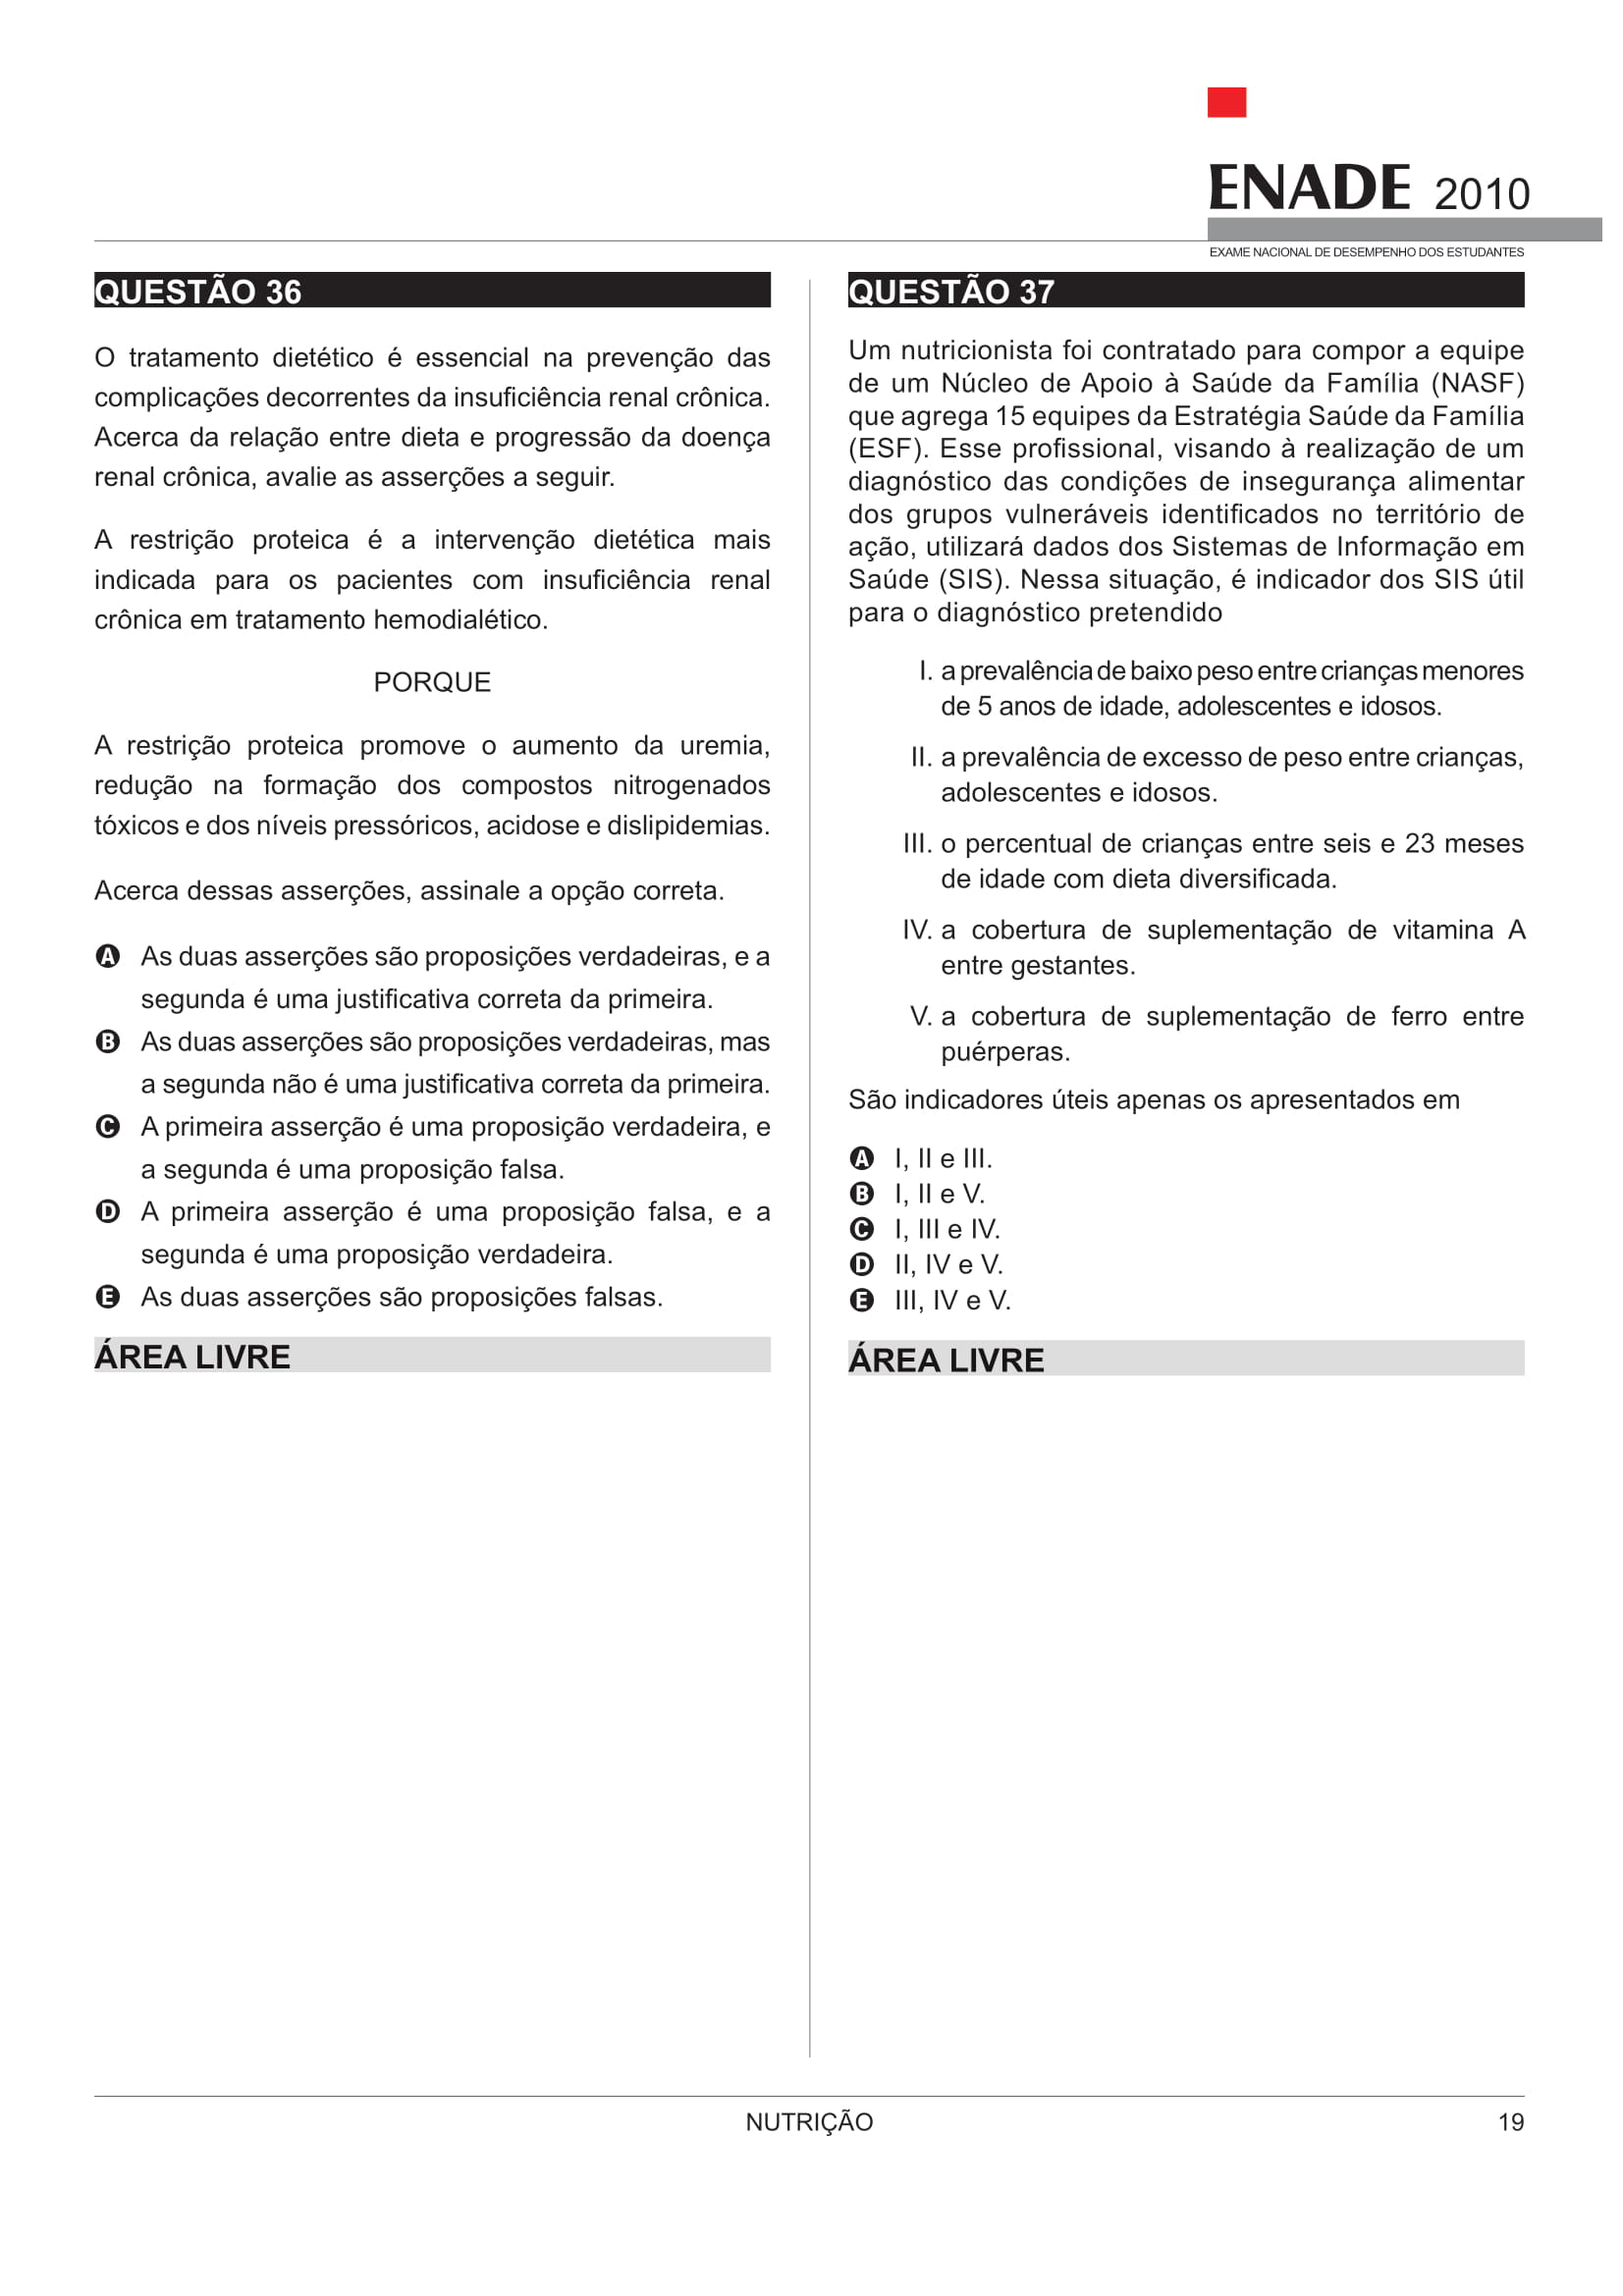 ENADE 2010
EXAME NACIONAL DE DESEMPENHO DOS ESTUDANTES
QUESTÃO 36
O tratamento dietético é essencial na prevenção das
complicações decorrentes da insuficiência renal crônica.
Acerca da relação entre dieta e progressão da doença
renal crônica, avalie as asserções a seguir.
A restrição proteica é a intervenção dietética mais
indicada para os pacientes com insuficiência renal
crônica em tratamento hemodialético.
PORQUE
A restrição proteica promove o aumento da uremia,
redução na formação dos compostos nitrogenados
tóxicos e dos níveis pressóricos, acidose e dislipidemias.
Acerca dessas asserções, assinale a opção correta.
A As duas asserções são proposições verdadeiras, e a
segunda é uma justificativa correta da primeira.
B As duas asserções são proposições verdadeiras, mas
a segunda não é uma justificativa correta da primeira.
C A primeira asserção é uma proposição verdadeira, e
a segunda é uma proposição falsa.
D A primeira asserção é uma proposição falsa, e a
segunda é uma proposição verdadeira.
E As duas asserções são proposições falsas.
ÁREA LIVRE
QUESTÃO 37
Um nutricionista foi contratado para compor a equipe
de um Núcleo de Apoio à Saúde da Família (NASF)
que agrega 15 equipes da Estratégia Saúde da Família
(ESF). Esse profissional, visando à realização de um
diagnóstico das condições de insegurança alimentar
dos grupos vulneráveis identificados no território de
ação, utilizará dados dos Sistemas de Informação em
Saúde (SIS). Nessa situação, é indicador dos SIS útil
para o diagnóstico pretendido
I. a prevalência de baixo peso entre crianças menores
de 5 anos de idade, adolescentes e idosos.
II. a prevalência de excesso de peso entre crianças,
adolescentes e idosos.
III. o percentual de crianças entre seis e 23 meses
de idade com dieta diversificada.
IV. a cobertura de suplementação de vitamina A
entre gestantes.
V. a cobertura de suplementação de ferro entre
puérperas.
São indicadores úteis apenas os apresentados em
A I, II e III.
B I, II e V.
C I, III e IV.
D II, IV e V.
E III, IV e V.
ÁREA LIVRE
NUTRIÇÃO
19